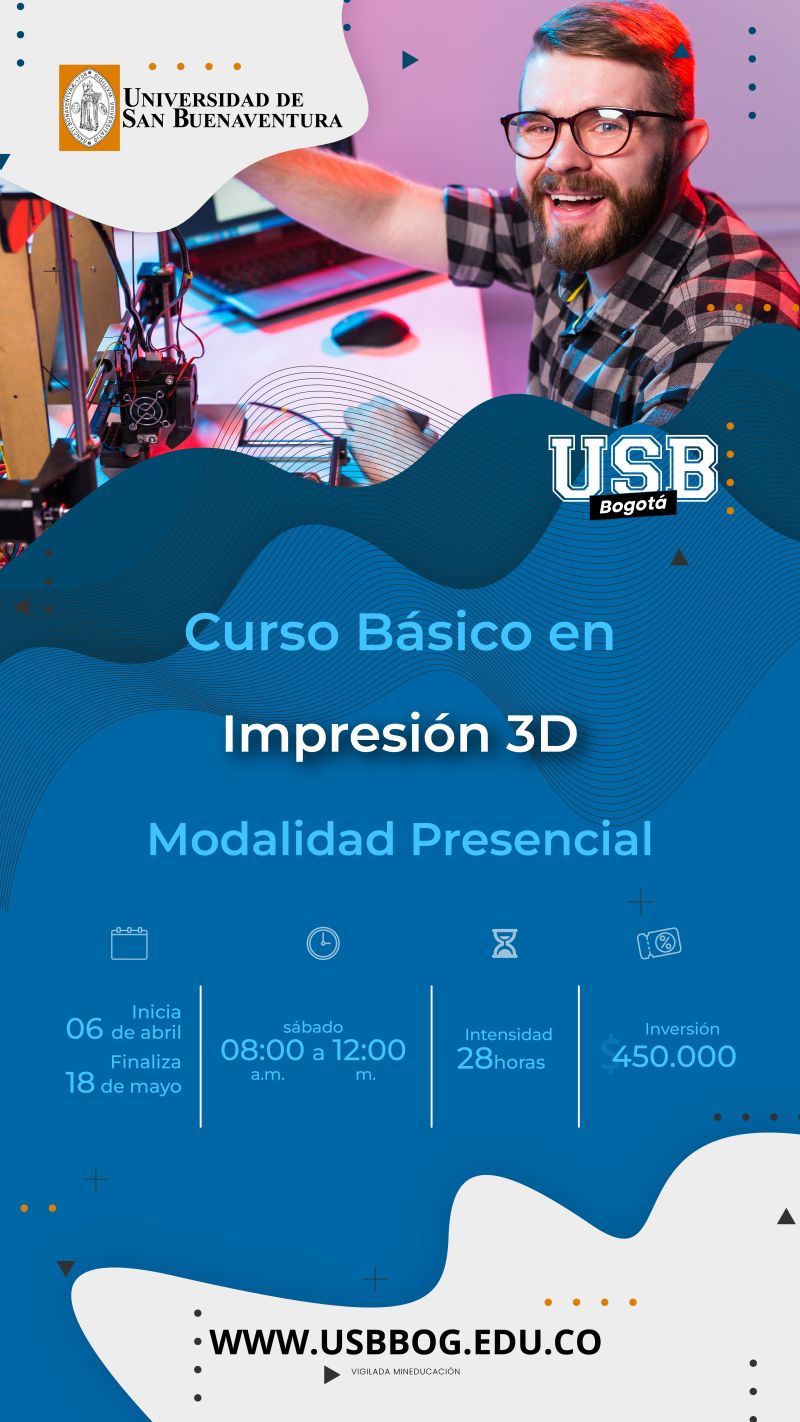 UNIVERSIDAD DE
SAN BUENAVENTURA
USB
Bogotá
Curso Básico en
Impresión 3D
Modalidad Presencial
Inicia
06 de abril
Finaliza
18 de mayo
sábado
08:00 a 12:00
a.m. m.
Intensidad
28horas
Inversión
$450.000
WWW.USBBOG.EDU.CO
VIGILADA MINEDUCACIÓN